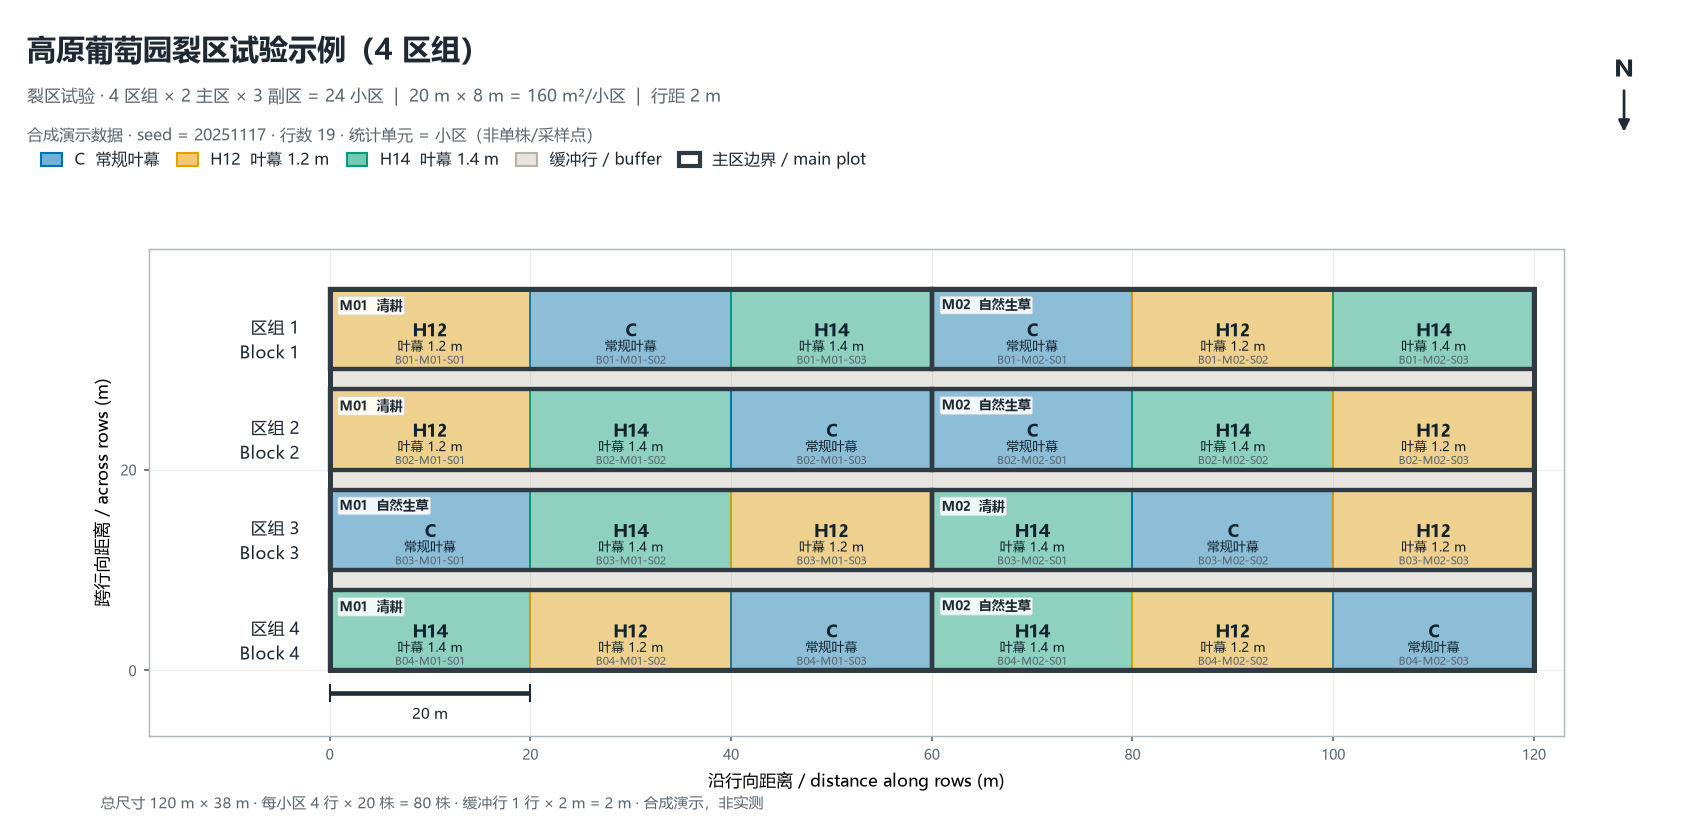 高原葡萄园裂区试验示例（4 区组）
裂区试验 · 4 区组 × 2 主区 × 3 副区 = 24 小区 | 20 m × 8 m = 160 m²/小区 | 行距 2 m
合成演示数据 · seed = 20251117 · 行数 19 · 统计单元 = 小区（非单株/采样点）
C 常规叶幕 H12 叶幕 1.2 m H14 叶幕 1.4 m 缓冲行 / buffer 主区边界 / main plot
N
区组 1
Block 1
M01 清耕
H12
叶幕 1.2 m
B01-M01-S01
C
常规叶幕
B01-M01-S02
H14
叶幕 1.4 m
B01-M01-S03
M02 自然生草
C
常规叶幕
B01-M02-S01
H12
叶幕 1.2 m
B01-M02-S02
H14
叶幕 1.4 m
B01-M02-S03
区组 2
Block 2
M01 清耕
H12
叶幕 1.2 m
B02-M01-S01
H14
叶幕 1.4 m
B02-M01-S02
C
常规叶幕
B02-M01-S03
M02 自然生草
C
常规叶幕
B02-M02-S01
H14
叶幕 1.4 m
B02-M02-S02
H12
叶幕 1.2 m
B02-M02-S03
区组 3
Block 3
M01 自然生草
C
常规叶幕
B03-M01-S01
H14
叶幕 1.4 m
B03-M01-S02
H12
叶幕 1.2 m
B03-M01-S03
M02 清耕
H14
叶幕 1.4 m
B03-M02-S01
C
常规叶幕
B03-M02-S02
H12
叶幕 1.2 m
B03-M02-S03
区组 4
Block 4
M01 清耕
H14
叶幕 1.4 m
B04-M01-S01
H12
叶幕 1.2 m
B04-M01-S02
C
常规叶幕
B04-M01-S03
M02 自然生草
H14
叶幕 1.4 m
B04-M02-S01
H12
叶幕 1.2 m
B04-M02-S02
C
常规叶幕
B04-M02-S03
跨行向距离 / across rows (m)
20
0
20 m
0 20 40 60 80 100 120
沿行向距离 / distance along rows (m)
总尺寸 120 m × 38 m · 每小区 4 行 × 20 株 = 80 株 · 缓冲行 1 行 × 2 m = 2 m · 合成演示，非实测